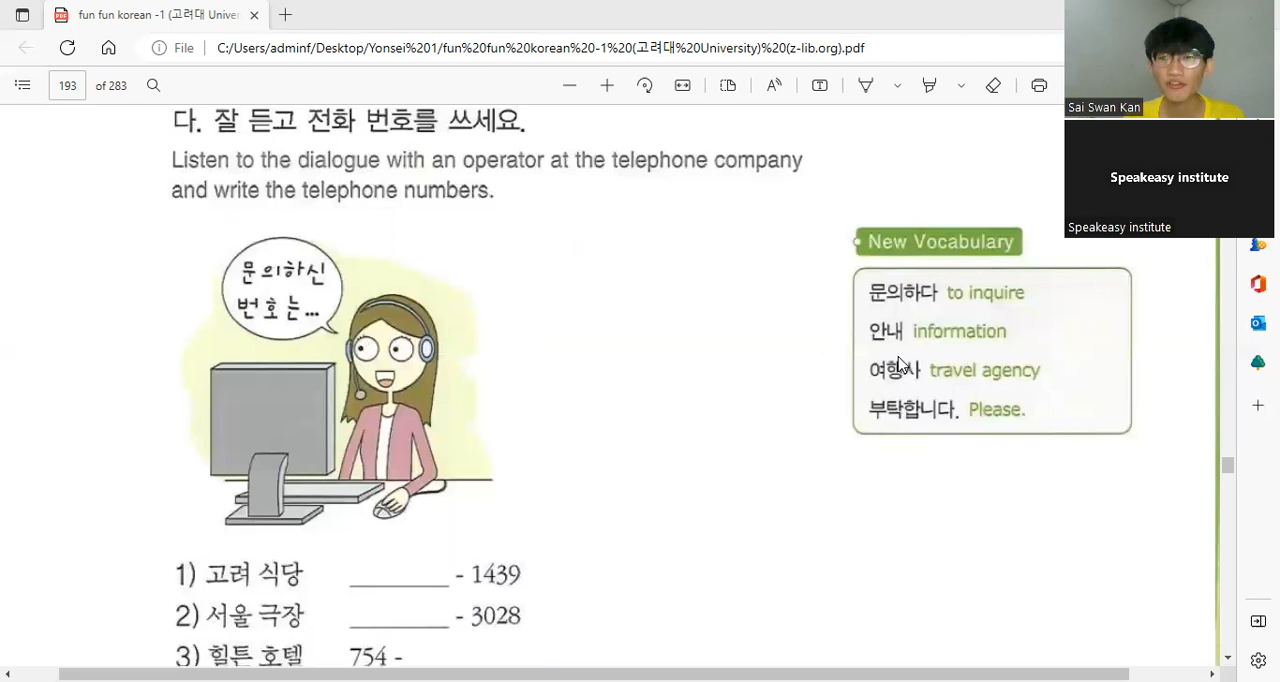 fun fun korean -1 (고려대 Univer
File
C:/Users/adminf/Desktop/Yonsei%201/fun%20fun%20korean%20-1%20(고려대%20University)%20(z-lib.org).pdf
193 of 283
Sai Swan Kan
Speakeasy institute
Speakeasy institute
다. 잘 듣고 전화 번호를 쓰세요.
Listen to the dialogue with an operator at the telephone company
and write the telephone numbers.
문의하신
번호는...
New Vocabulary
문의하다 to inquire
안내 information
여행사 travel agency
부탁합니다. Please.
1) 고려 식당 ________ - 1439
2) 서울 극장 ________ - 3028
3) 힐튼 호텔 754 -